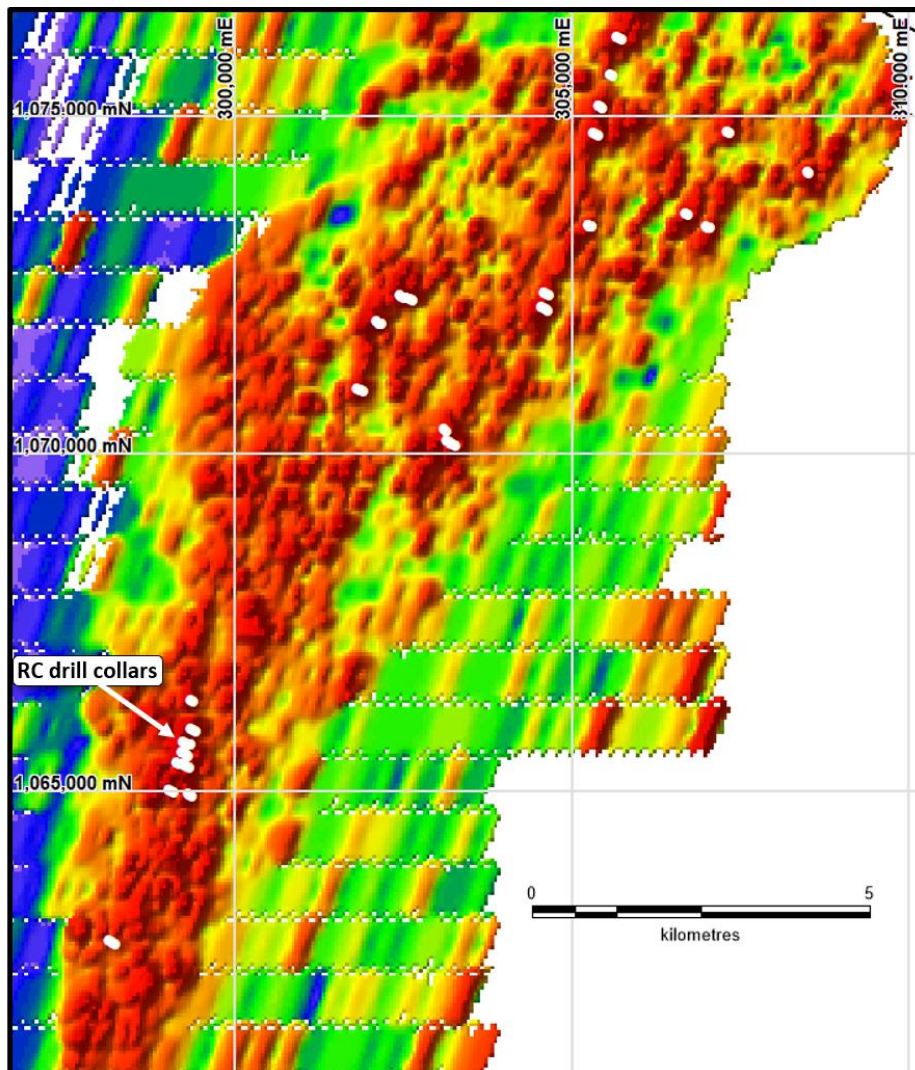 300,000 mE
305,000 mE
310,000 mE
1,075,000 mN
1,070,000 mN
RC drill collars
1,065,000 mN
0 5
kilometres